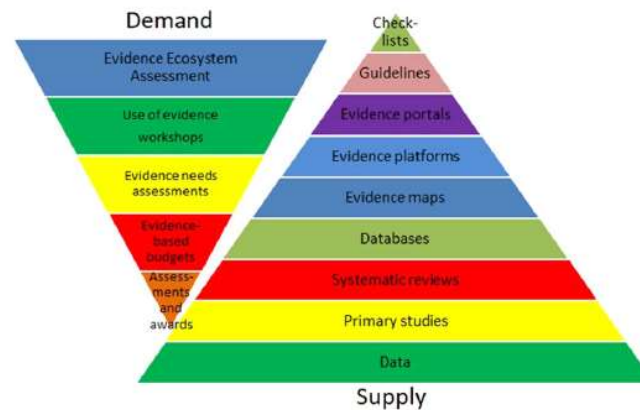 Demand
Evidence Ecosystem
Assessment
Use of evidence
workshops
Evidence needs
assessments
Evidence-
based
budgets
Assess-
ments
and
awards
Check-
lists
Guidelines
Evidence portals
Evidence platforms
Evidence maps
Databases
Systematic reviews
Primary studies
Data
Supply